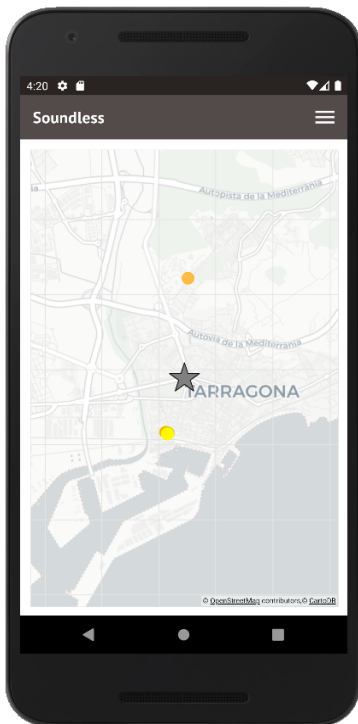 4:20
Soundless
Autopista de la Mediterrània
Autovia de la Mediterrània
TARRAGONA
© OpenStreetMap contributors,© CartoDB